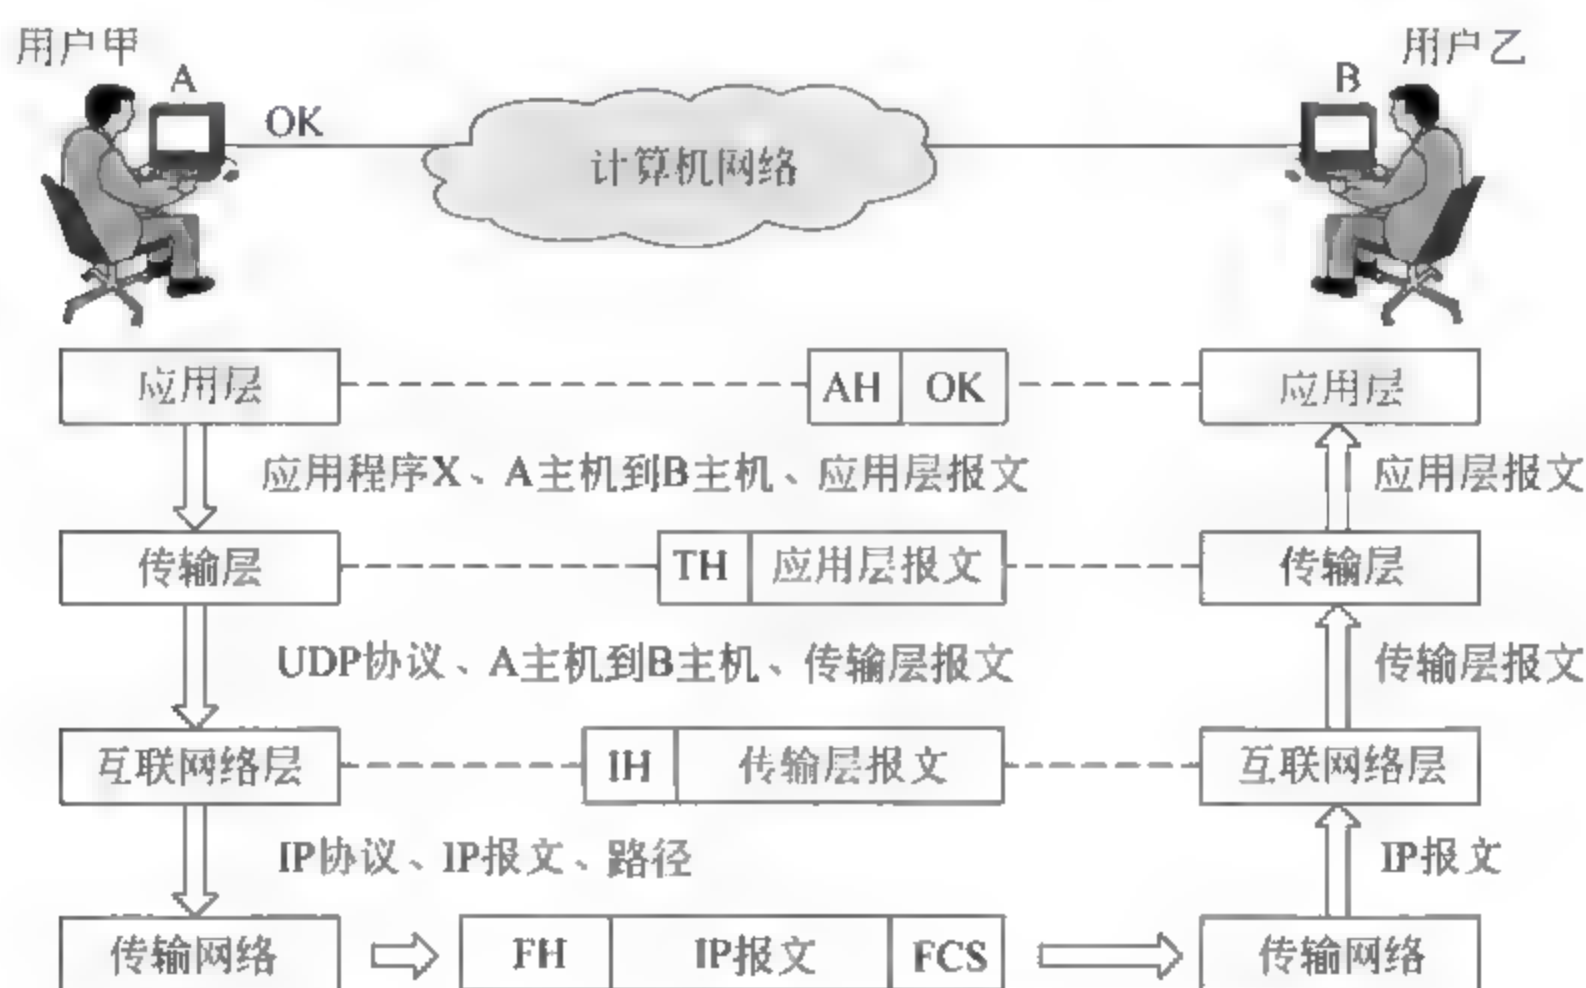 用户甲
用户乙
A
B
OK
计算机网络
应用层
AH
OK
应用层
应用程序X、A主机到B主机、应用层报文
应用层报文
传输层
TH
应用层报文
传输层
UDP协议、A主机到B主机、传输层报文
传输层报文
互联网络层
IH
传输层报文
互联网络层
IP协议、IP报文、路径
IP报文
传输网络
FH
IP报文
FCS
传输网络